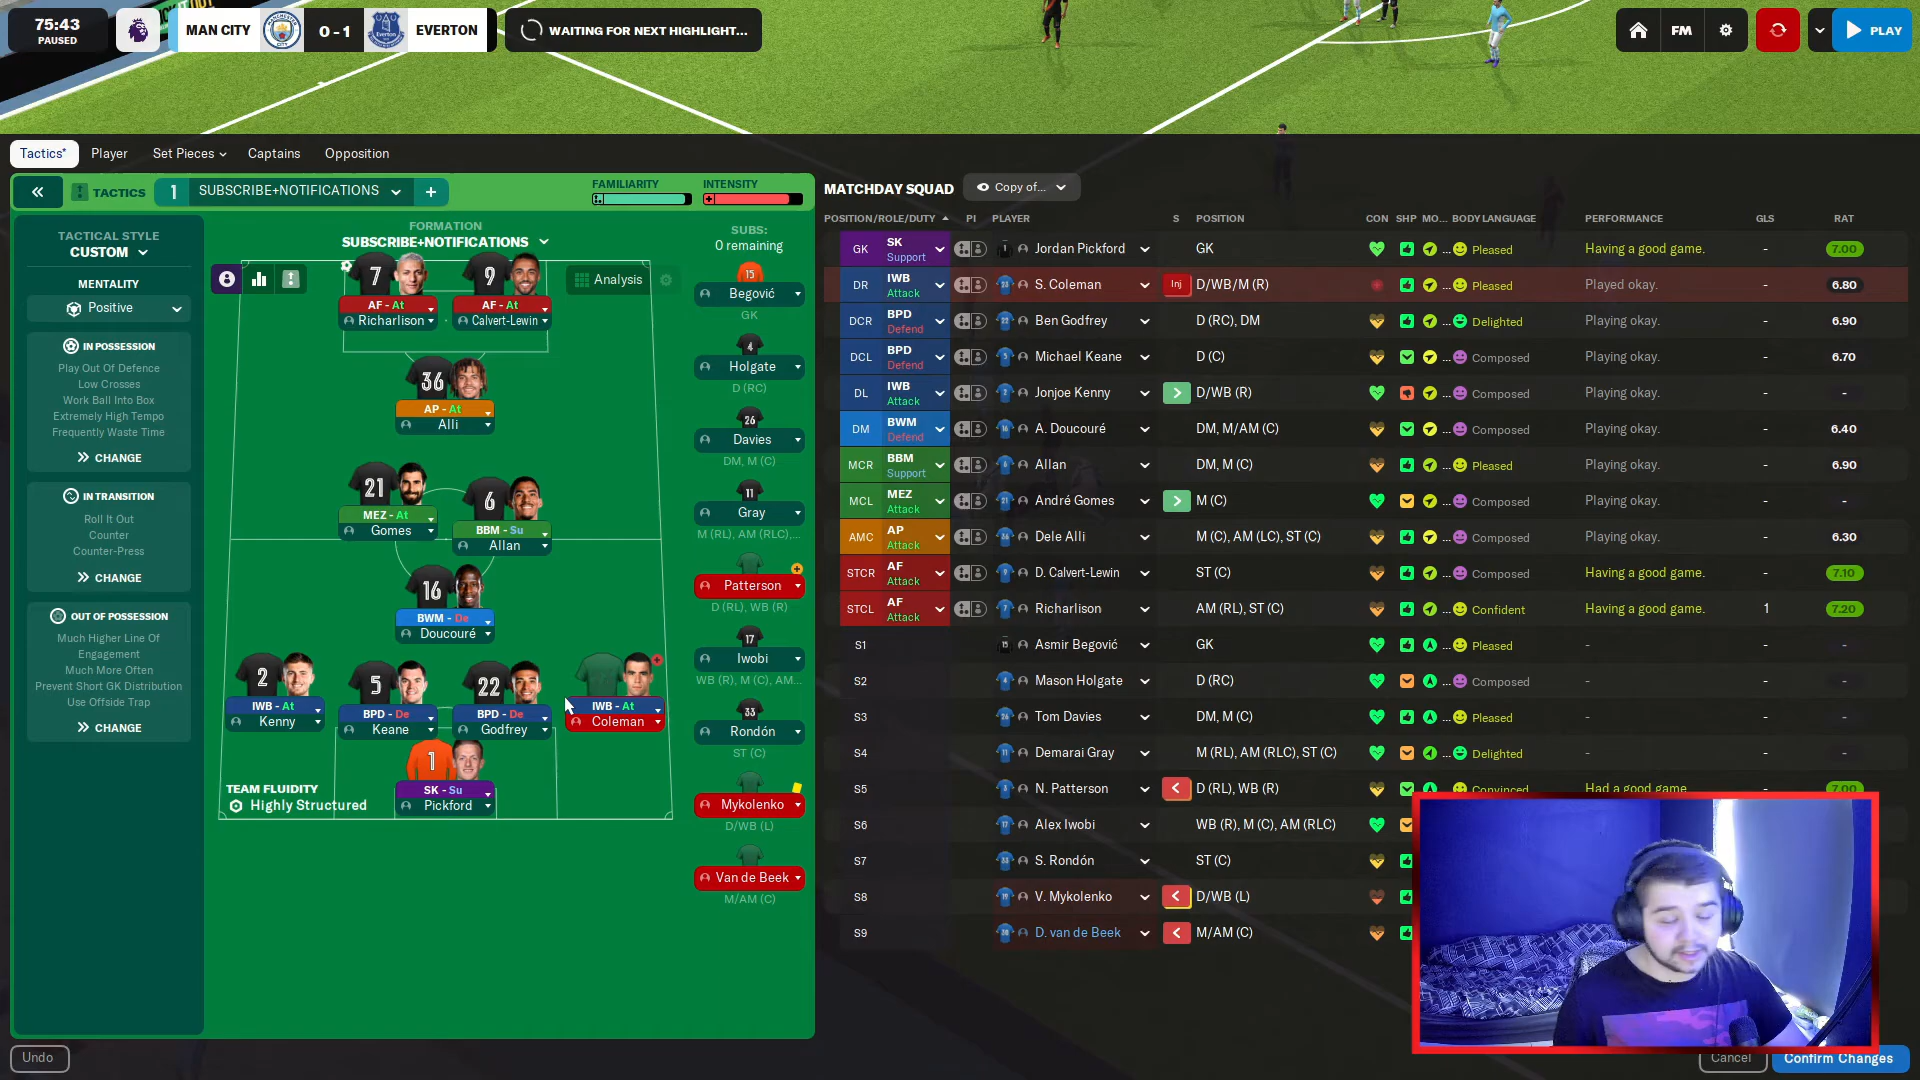 75:43
PAUSED
MAN CITY
0 - 1
Everton
EVERTON
WAITING FOR NEXT HIGHLIGHT...
FM
PLAY
Tactics*
Player
Set Pieces
Captains
Opposition
TACTICS
1
SUBSCRIBE+NOTIFICATIONS
FAMILIARITY
INTENSITY
TACTICAL STYLE
CUSTOM
MENTALITY
Positive
IN POSSESSION
Play Out Of Defence
Low Crosses
Work Ball Into Box
Extremely High Tempo
Frequently Waste Time
CHANGE
IN TRANSITION
Roll It Out
Counter
Counter-Press
CHANGE
OUT OF POSSESSION
Much Higher Line Of
Engagement
Much More Often
Prevent Short GK Distribution
Use Offside Trap
CHANGE
FORMATION
SUBSCRIBE+NOTIFICATIONS
Analysis
7
AF - At
Richarlison
9
AF - At
Calvert-Lewin
36
AP - At
Alli
21
MEZ - At
Gomes
6
BBM - Su
Allan
16
BWM - De
Doucouré
2
IWB - At
Kenny
5
BPD - De
Keane
22
BPD - De
Godfrey
IWB - At
Coleman
1
SK - Su
Pickford
TEAM FLUIDITY
Highly Structured
SUBS:
0 remaining
15
Begović
GK
4
Holgate
D (RC)
26
Davies
DM, M (C)
11
Gray
M (RL), AM (RLC),...
Patterson
D (RL), WB (R)
17
Iwobi
WB (R), M (C), AM...
33
Rondón
ST (C)
Mykolenko
D/WB (L)
Van de Beek
M/AM (C)
MATCHDAY SQUAD
Copy of...
POSITION/ROLE/DUTY PI PLAYER S POSITION CON SHP MO... BODY LANGUAGE PERFORMANCE GLS RAT
GK SK Support Jordan Pickford GK Pleased Having a good game. - 7.00
DR IWB Attack S. Coleman Inj D/WB/M (R) ... Pleased Played okay. - 6.80
DCR BPD Defend Ben Godfrey D (RC), DM ... Delighted Playing okay. - 6.90
DCL BPD Defend Michael Keane D (C) ... Composed Playing okay. - 6.70
DL IWB Attack Jonjoe Kenny D/WB (R) ... Composed Playing okay. - -
DM BWM Defend A. Doucouré DM, M/AM (C) ... Composed Playing okay. - 6.40
MCR BBM Support Allan DM, M (C) ... Pleased Playing okay. - 6.90
MCL MEZ Attack André Gomes M (C) ... Composed Playing okay. - -
AMC AP Attack Dele Alli M (C), AM (LC), ST (C) ... Composed Playing okay. - 6.30
STCR AF Attack D. Calvert-Lewin ST (C) ... Composed Having a good game. - 7.10
STCL AF Attack Richarlison AM (RL), ST (C) ... Confident Having a good game. 1 7.20
S1 Asmir Begović GK ... Pleased - - -
S2 Mason Holgate D (RC) ... Composed - - -
S3 Tom Davies DM, M (C) ... Pleased - - -
S4 Demarai Gray M (RL), AM (RLC), ST (C) ... Delighted - - -
S5 N. Patterson D (RL), WB (R) ... Convinced Had a good game - 7.00
S6 Alex Iwobi WB (R), M (C), AM (RLC)
S7 S. Rondón ST (C)
S8 V. Mykolenko D/WB (L)
S9 D. van de Beek M/AM (C)
Undo
Cancel
Confirm Changes